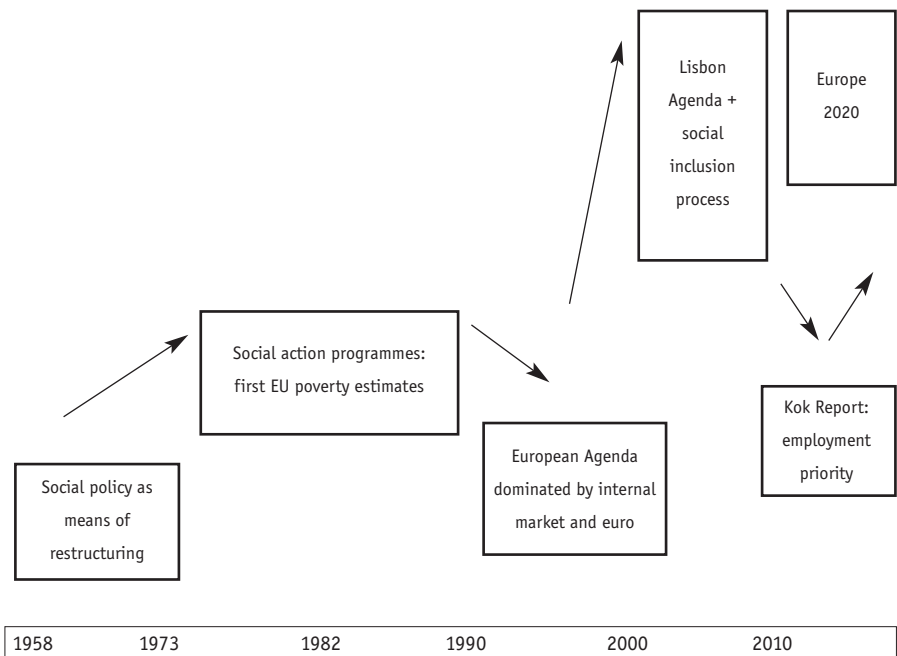 Lisbon
Agenda +
social
inclusion
process
Europe
2020
Social action programmes:
first EU poverty estimates
Kok Report:
employment
priority
European Agenda
dominated by internal
market and euro
Social policy as
means of
restructuring
1958 1973 1982 1990 2000 2010